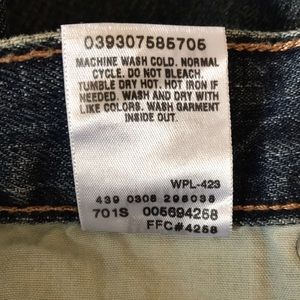 039307585705
MACHINE WASH COLD. NORMAL
CYCLE. DO NOT BLEACH.
TUMBLE DRY HOT. HOT IRON IF
NEEDED. WASH AND DRY WITH
LIKE COLORS. WASH GARMENT
INSIDE OUT.
WPL-423
439 0308 298038
701S 005694258
FFC#4258